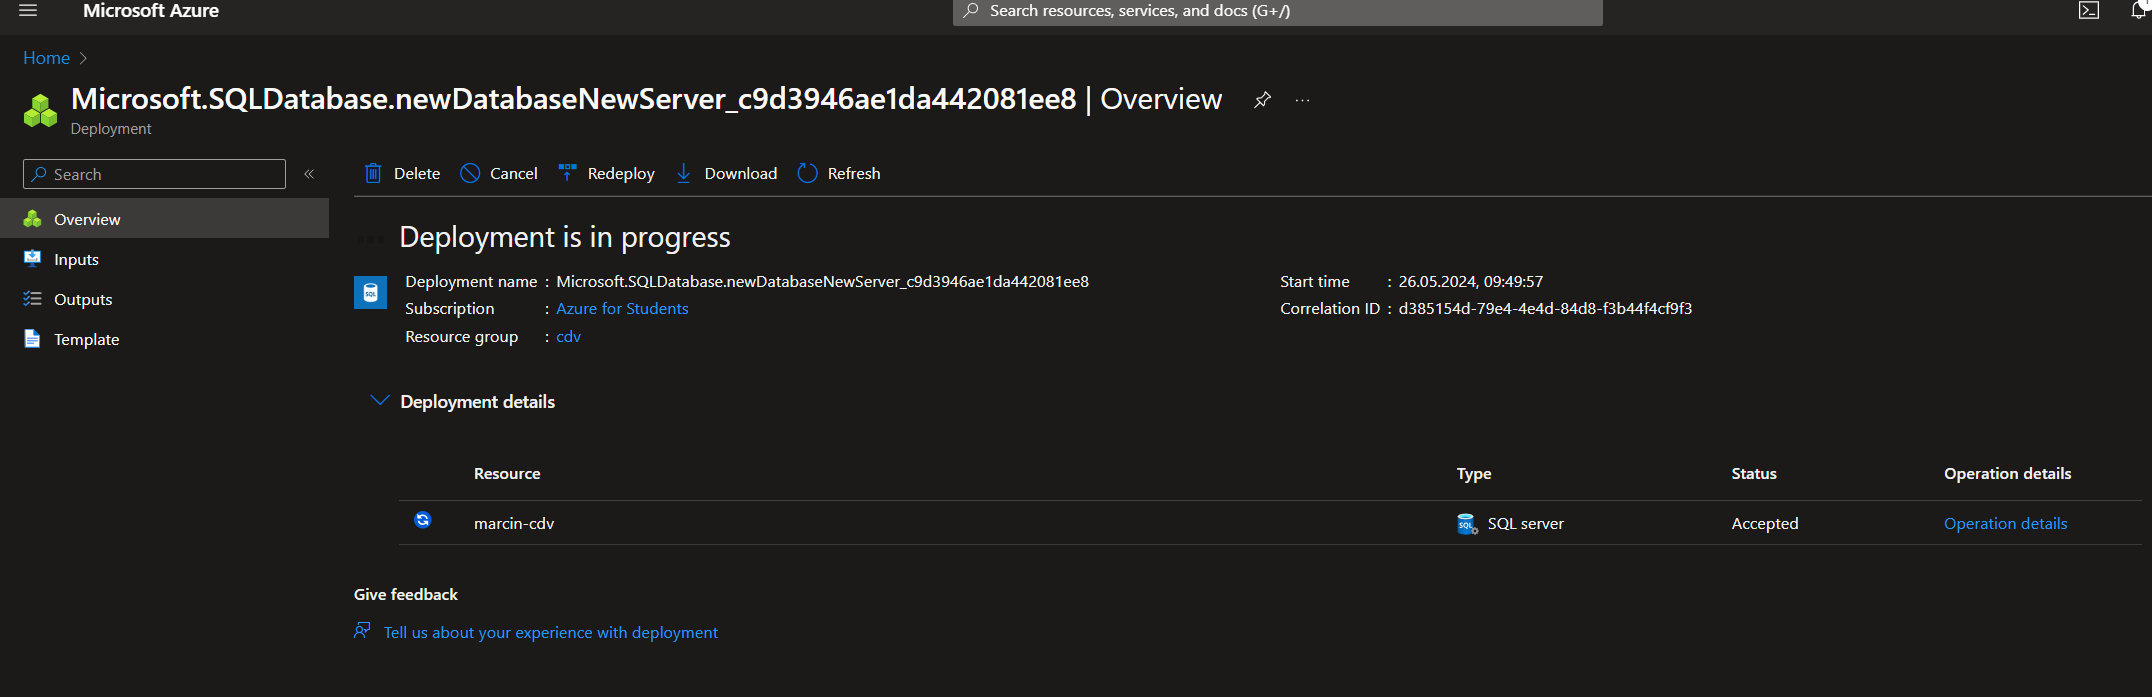 Microsoft Azure
Search resources, services, and docs (G+/)
Home
Microsoft.SQLDatabase.newDatabaseNewServer_c9d3946ae1da442081ee8 | Overview
Deployment
Search
Delete Cancel Redeploy Download Refresh
Overview
Inputs
Outputs
Template
Deployment is in progress
Deployment name : Microsoft.SQLDatabase.newDatabaseNewServer_c9d3946ae1da442081ee8
Subscription : Azure for Students
Resource group : cdv
Start time : 26.05.2024, 09:49:57
Correlation ID : d385154d-79e4-4e4d-84d8-f3b44f4cf9f3
Deployment details
Resource Type Status Operation details
marcin-cdv SQL server Accepted Operation details
Give feedback
Tell us about your experience with deployment